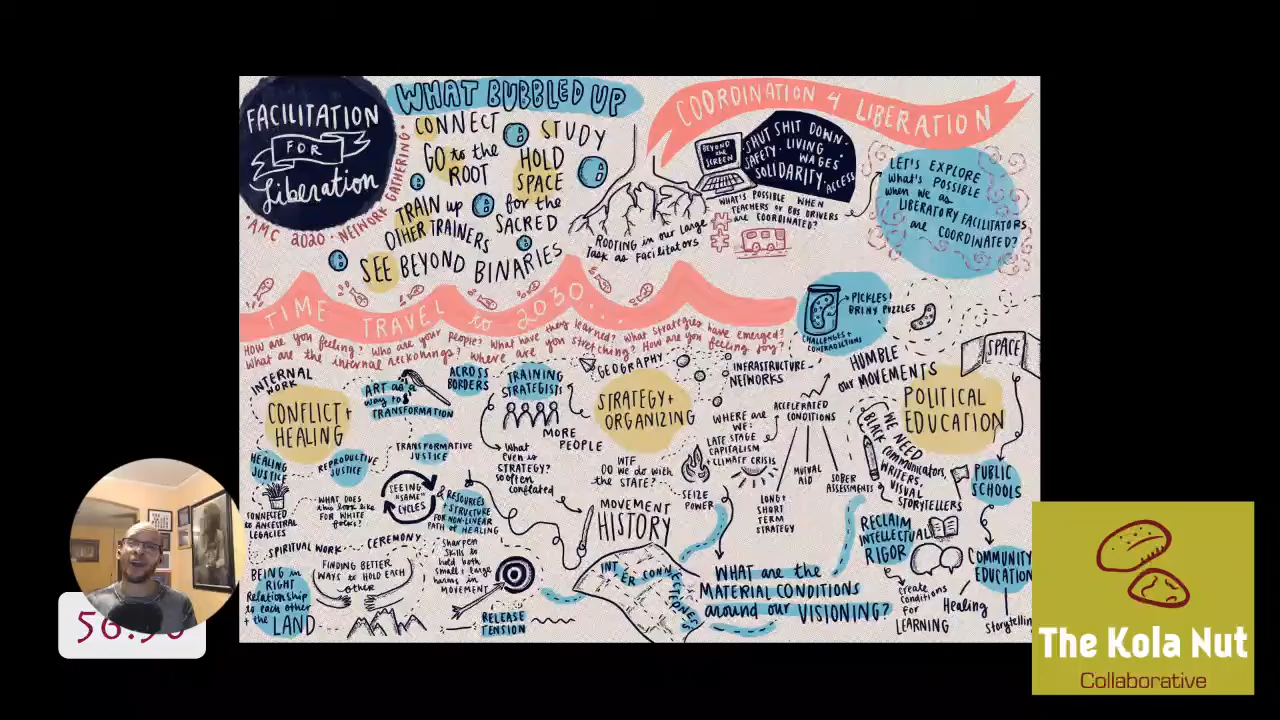 FACILITATION
FOR
Liberation
AMC 2020 · NETWORK GATHERING ·
WHAT BUBBLED UP
CONNECT
STUDY
GO to the
ROOT
HOLD
SPACE
for the
SACRED
TRAIN up
OTHER TRAINERS
SEE BEYOND BINARIES
COORDINATION 4 LIBERATION
BEYOND
the
SCREEN
SHUT SHIT DOWN·
SAFETY·LIVING
WAGES·
SOLIDARITY·ACCESS
WHAT'S POSSIBLE WHEN
TEACHERS or BUS DRIVERS
are COORDINATED?
ROOTING in our LARGE
TASK as FACILITATORS
LET'S EXPLORE
what's POSSIBLE
when we as
LIBERATORY FACILITATORS
are COORDINATED?
TIME TRAVEL to 2030...
How are you feeling? Who are your people? What have they learned? What strategies have emerged?
What are the internal reckonings? Where are you stretching? How are you feeling joy?
PICKLES!
BRINY PUZZLES
CHALLENGES+
CONTRADICTIONS
HUMBLE
our MOVEMENTS
SPACE
INTERNAL
WORK
CONFLICT+
HEALING
ART as a
way to
TRANSFORMATION
ACROSS
BORDERS
TRAINING
STRATEGISTS
MORE
PEOPLE
GEOGRAPHY
STRATEGY+
ORGANIZING
INFRASTRUCTURE
NETWORKS
ACCELERATED
CONDITIONS
WHERE are
WE:
LATE STAGE
CAPITALISM
CLIMATE CRISIS
MUTUAL
AID
SOBER
ASSESSMENTS
LONG+
SHORT
TERM
STRATEGY
POLITICAL
EDUCATION
WE NEED
BLACK
communicators,
WRITERS,
VISUAL
STORYTELLERS
PUBLIC
SCHOOLS
HEALING
JUSTICE
REPRODUCTIVE
JUSTICE
TRANSFORMATIVE
JUSTICE
SEEING
"SAME"
CYCLES
CONNECTED
to ANCESTRAL
LEGACIES
WHAT DOES
this look like
FOR WHITE
folks?
& RESOURCES
+ STRUCTURE
FOR NON-LINEAR
PATH of HEALING
What
even is
STRATEGY?
so often
conflated
WTF
DO we do with
the STATE?
SEIZE
POWER
MOVEMENT
HISTORY
INTERCONNECTIONS
SPIRITUAL WORK
CEREMONY
FINDING BETTER
WAYS to HOLD EACH
other
BEING in
RIGHT
Relationship
to each other
+ the LAND
Sharpen
skills to
hold both
small + large
harms in
MOVEMENT
RELEASE
TENSION
WHAT are the
MATERIAL CONDITIONS
around our VISIONING?
RECLAIM
INTELLECTUAL
RIGOR
create
conditions
FOR
LEARNING
COMMUNITY
EDUCATION
Healing
The Kola Nut
Collaborative